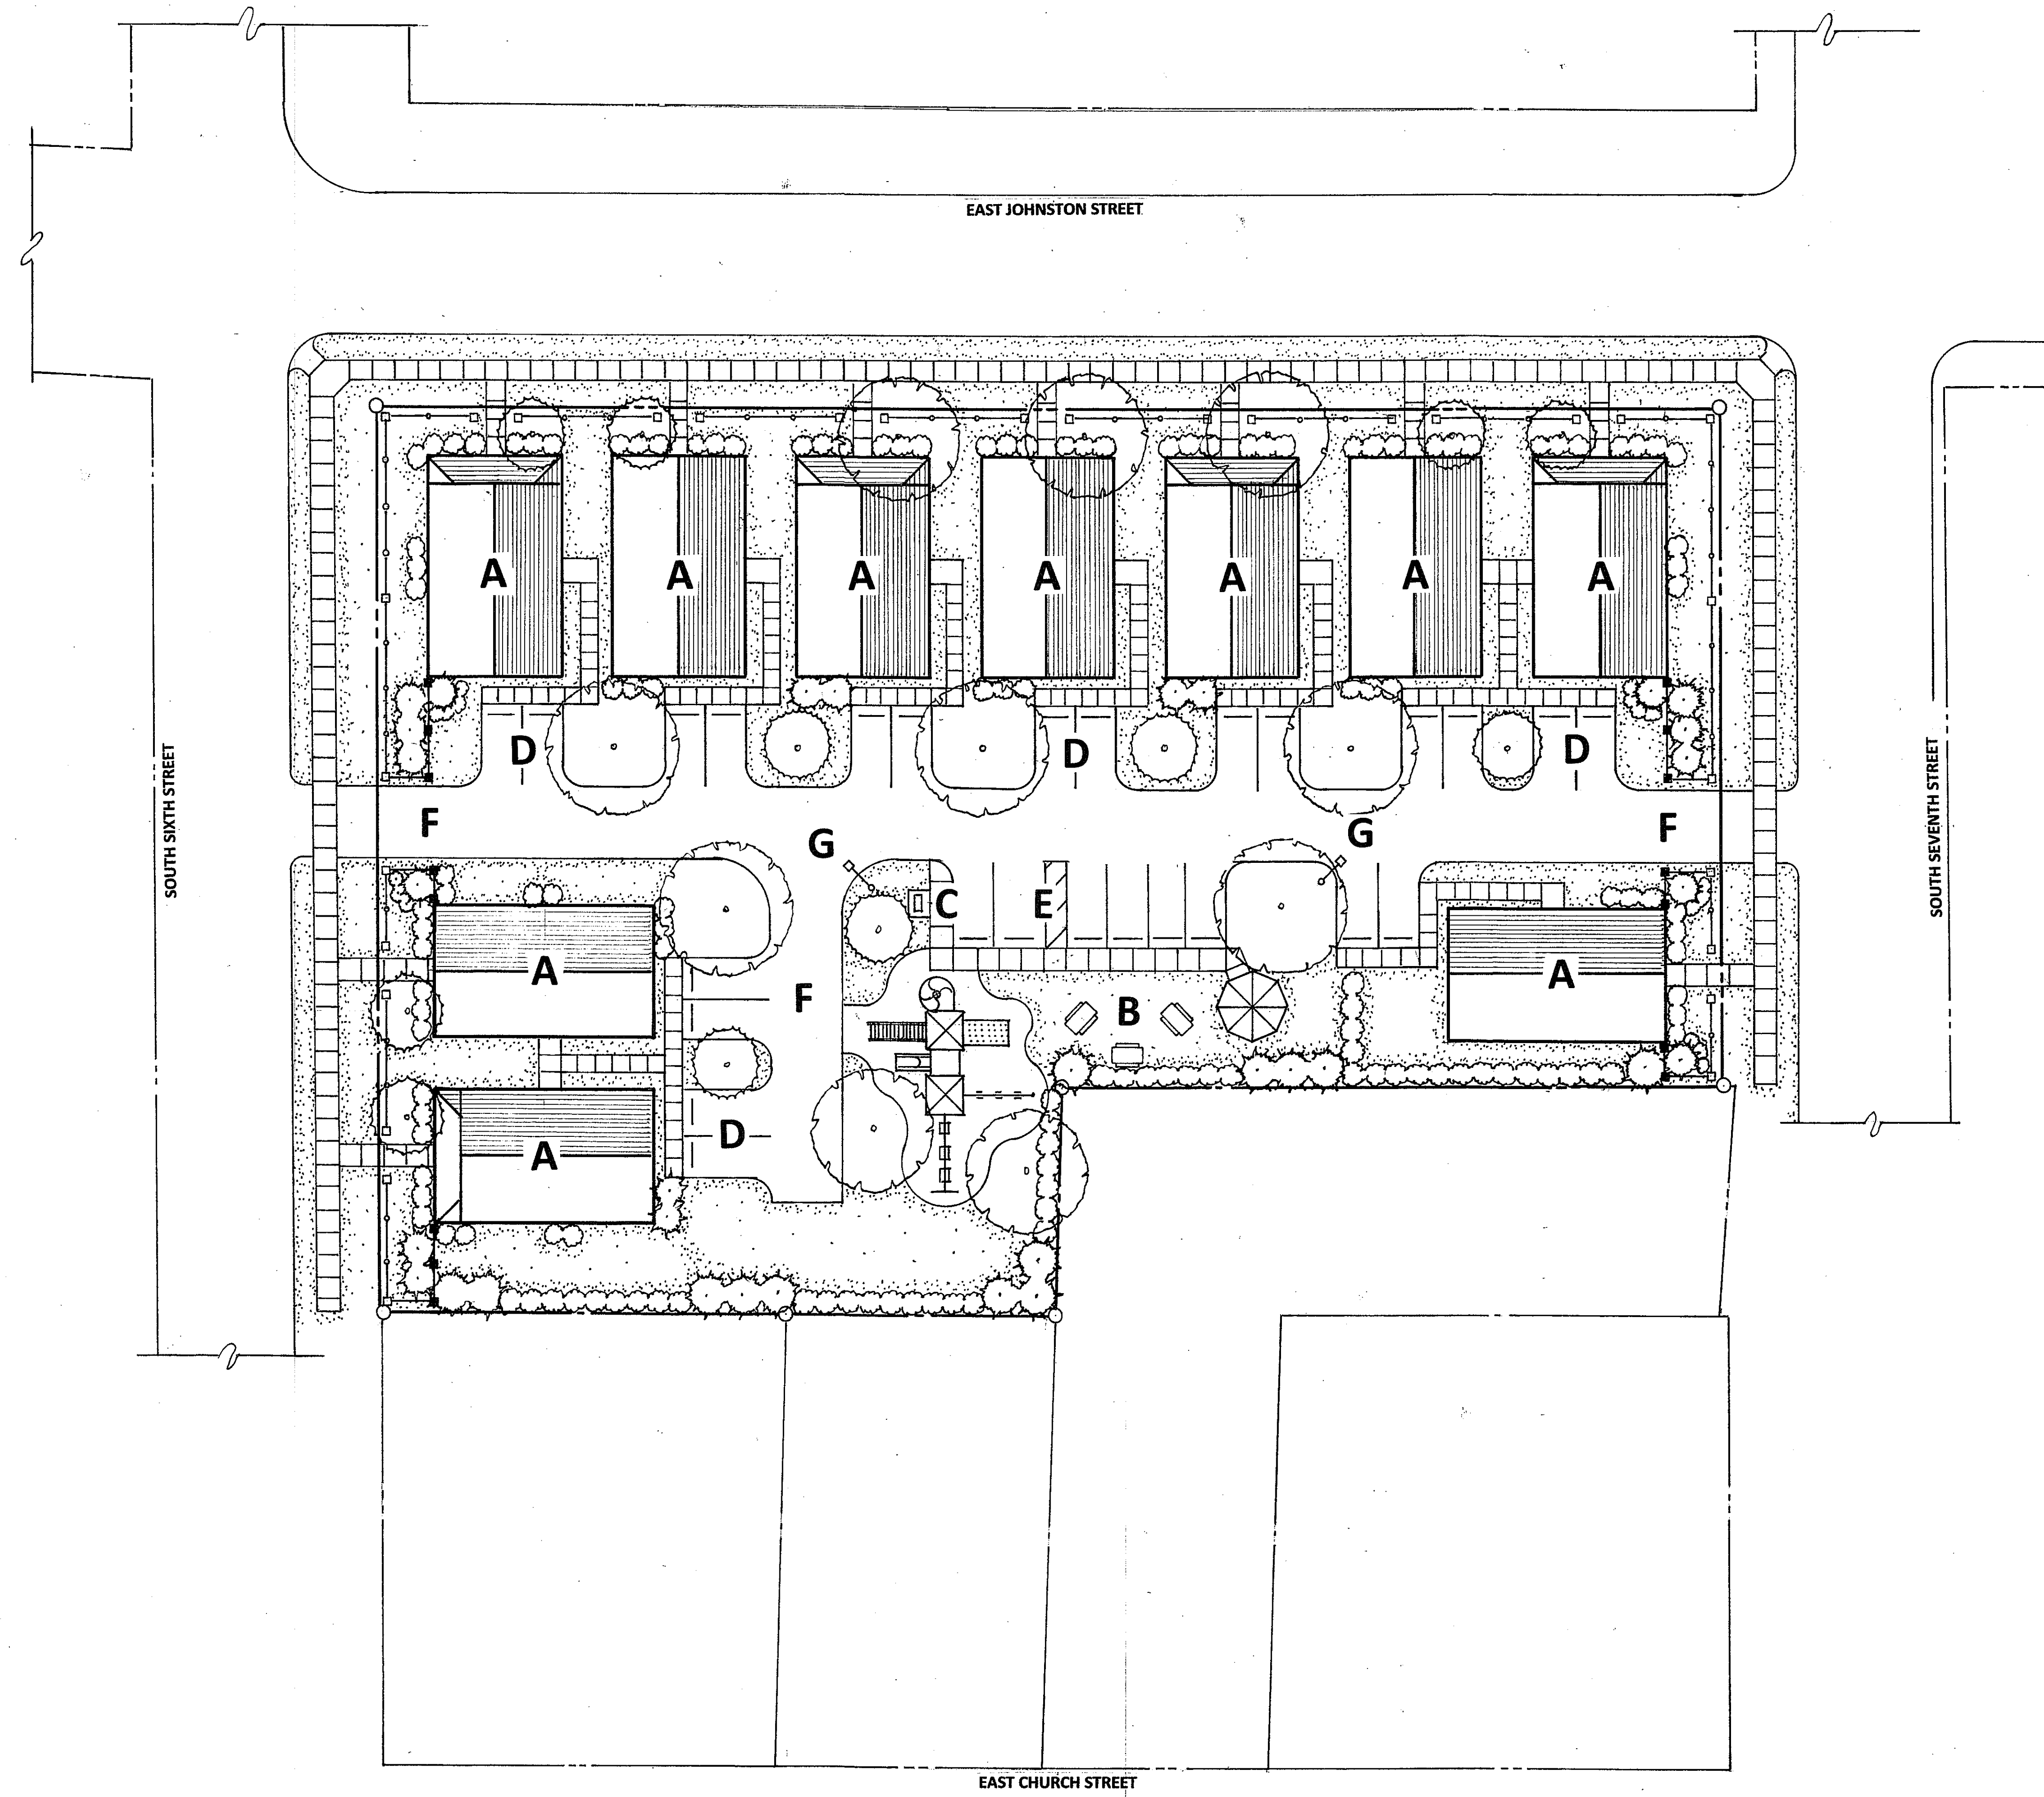 EAST JOHNSTON STREET
A A A A A A A
D D D
SOUTH SIXTH STREET
SOUTH SEVENTH STREET
F F
G G
C E
A F B A
A D
EAST CHURCH STREET